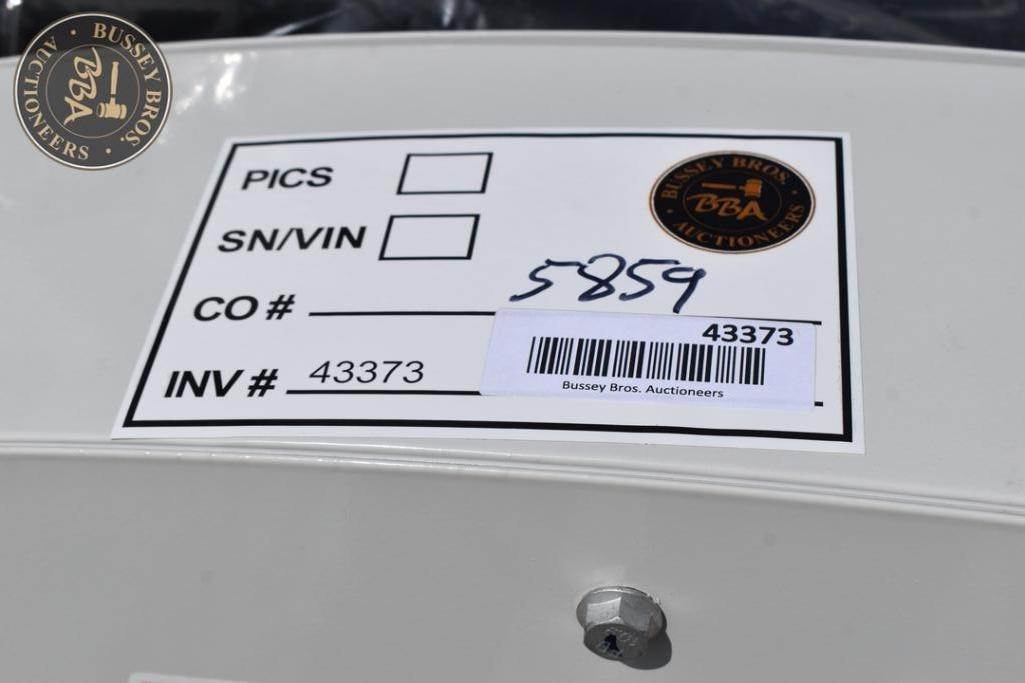 BUSSEY BROS.
BBA
AUCTIONEERS
PICS
BUSSEY BROS.
BBA
AUCTIONEERS
SN/VIN
5859
CO #
43373
INV # 43373
Bussey Bros. Auctioneers